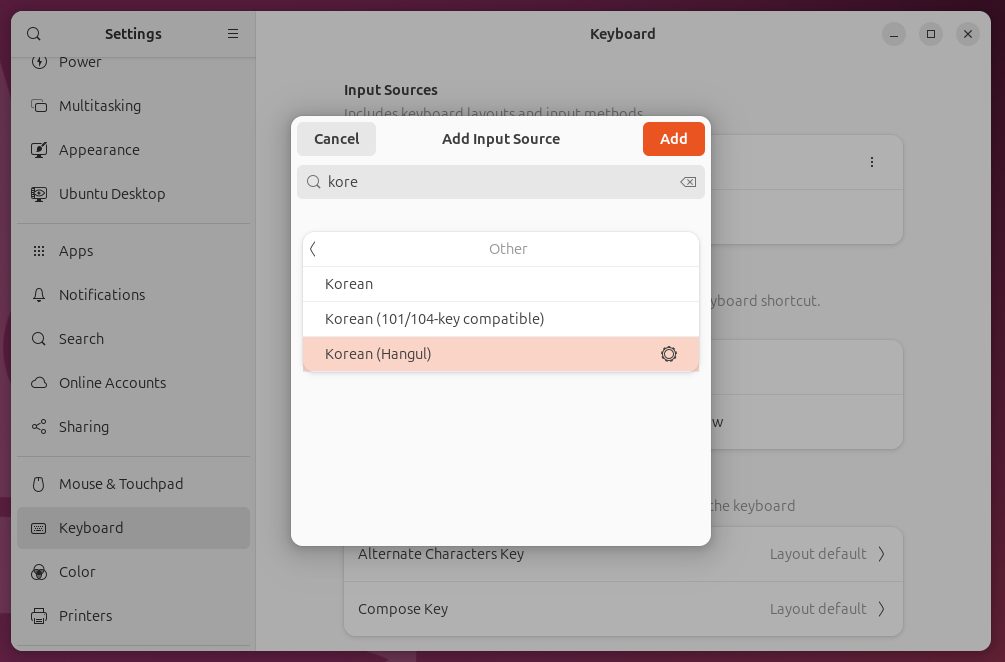 Settings
Keyboard
Power
Multitasking
Appearance
Ubuntu Desktop
Apps
Notifications
Search
Online Accounts
Sharing
Mouse & Touchpad
Keyboard
Color
Printers
Input Sources
Includes keyboard layouts and input methods
Cancel
Add Input Source
Add
kore
Other
Korean
Korean (101/104-key compatible)
Korean (Hangul)
shortcut.
the keyboard
Alternate Characters Key
Layout default
Compose Key
Layout default